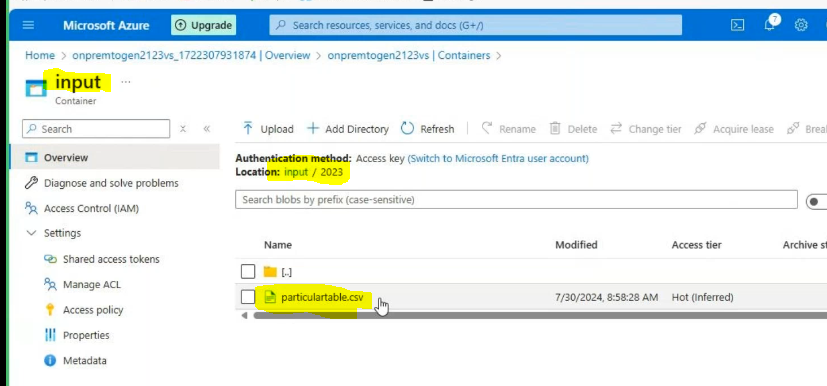 Microsoft Azure
Upgrade
Search resources, services, and docs (G+/)
7
Home > onpremtogen2123vs_1722307931874 | Overview > onpremtogen2123vs | Containers >
input ...
Container
Search
Upload
Add Directory
Refresh
Rename
Delete
Change tier
Acquire lease
Brea
Overview
Diagnose and solve problems
Access Control (IAM)
Settings
Shared access tokens
Manage ACL
Access policy
Properties
Metadata
Authentication method: Access key (Switch to Microsoft Entra user account)
Location: input / 2023
Search blobs by prefix (case-sensitive)
Name Modified Access tier Archive st
[..]
particulartable.csv 7/30/2024, 8:58:28 AM Hot (Inferred)